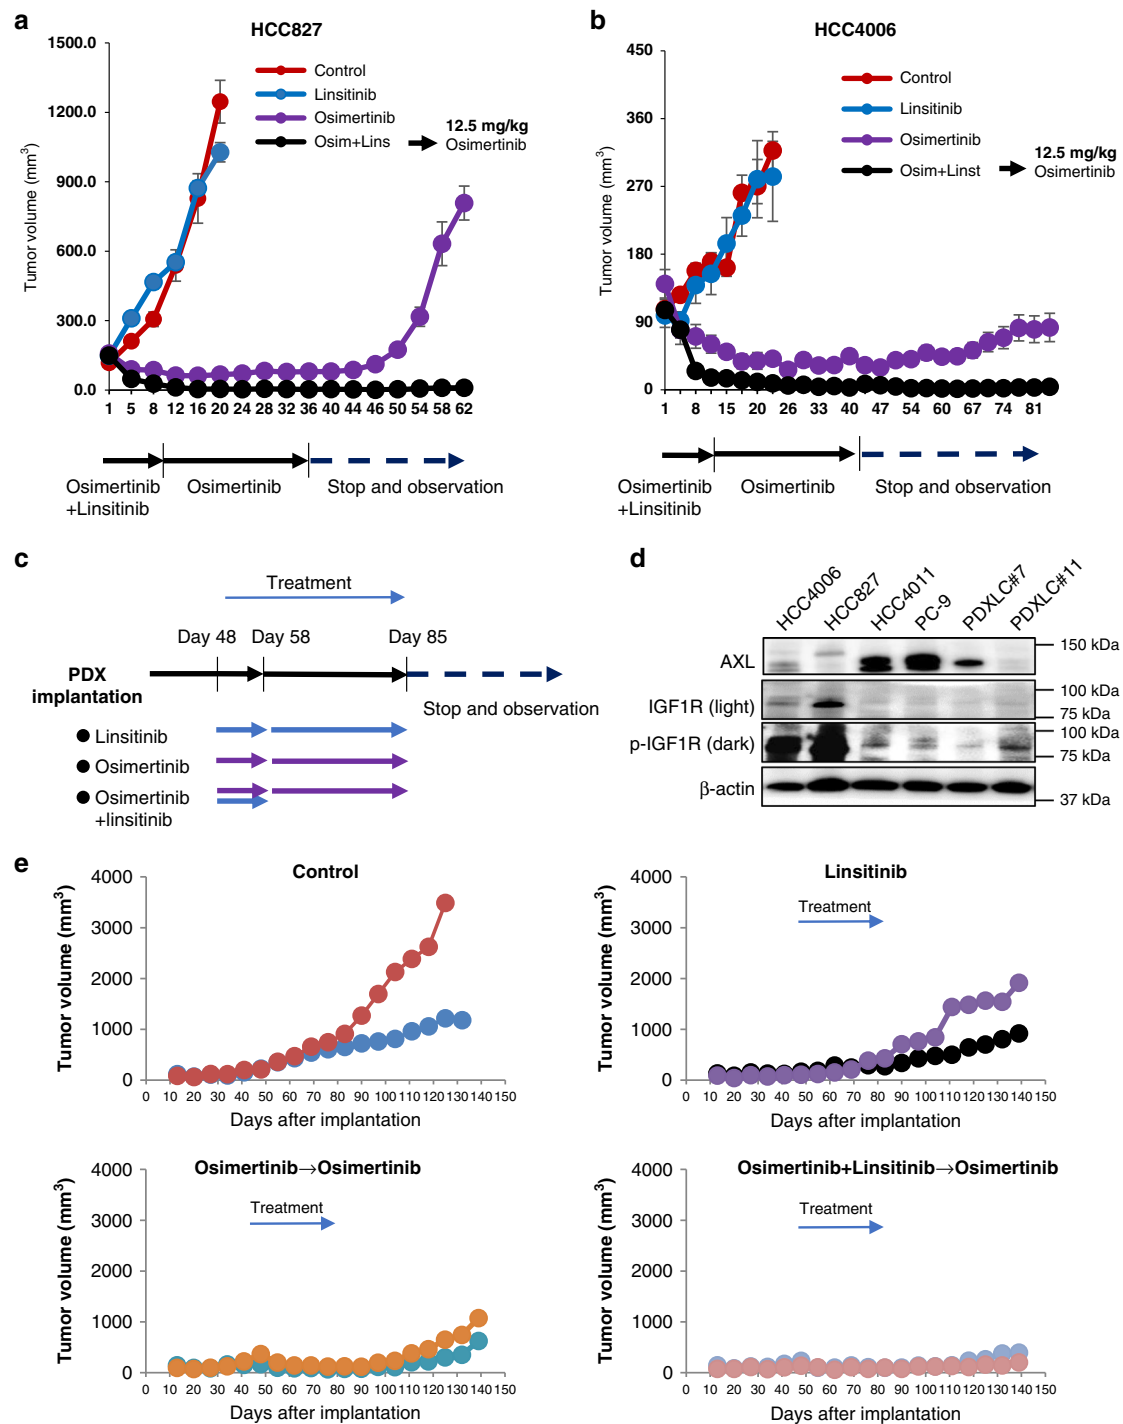 a
HCC827
1500.0
1200.0
900.0
600.0
300.0
0.0
Tumor volume (mm³)
Control
Linsitinib
Osimertinib
Osim+Lins
12.5 mg/kg
Osimertinib
1 5 8 12 16 20 24 28 32 36 40 44 46 50 54 58 62
Osimertinib
+Linsitinib
Osimertinib
Stop and observation
b
HCC4006
450
360
270
180
90
0
Tumor volume (mm³)
Control
Linsitinib
Osimertinib
Osim+Linst
12.5 mg/kg
Osimertinib
1 8 15 20 26 33 40 47 54 60 67 74 81
Osimertinib
+Linsitinib
Osimertinib
Stop and observation
c
Treatment
Day 48 Day 58 Day 85
PDX
implantation
Stop and observation
Linsitinib
Osimertinib
Osimertinib
+linsitinib
d
HCC4006 HCC827 HCC4011 PC-9 PDXLC#7 PDXLC#11
AXL
150 kDa
IGF1R (light)
100 kDa
75 kDa
p-IGF1R (dark)
100 kDa
75 kDa
β-actin
37 kDa
e
Control
Tumor volume (mm³)
4000
3000
2000
1000
0
0 10 20 30 40 50 60 70 80 90 100 110 120 130 140 150
Days after implantation
Linsitinib
Treatment
Tumor volume (mm³)
4000
3000
2000
1000
0
0 10 20 30 40 50 60 70 80 90 100 110 120 130 140 150
Days after implantation
Osimertinib→Osimertinib
Treatment
Tumor volume (mm³)
4000
3000
2000
1000
0
0 10 20 30 40 50 60 70 80 90 100 110 120 130 140 150
Days after implantation
Osimertinib+Linsitinib→Osimertinib
Treatment
Tumor volume (mm³)
4000
3000
2000
1000
0
0 10 20 30 40 50 60 70 80 90 100 110 120 130 140 150
Days after implantation